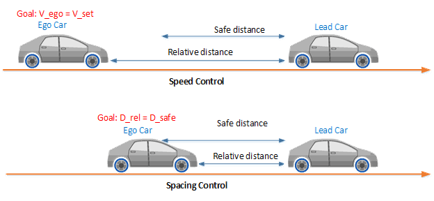 Goal: V_ego = V_set
Ego Car
Safe distance
Lead Car
Relative distance
Speed Control
Goal: D_rel = D_safe
Ego Car
Safe distance
Lead Car
Relative distance
Spacing Control